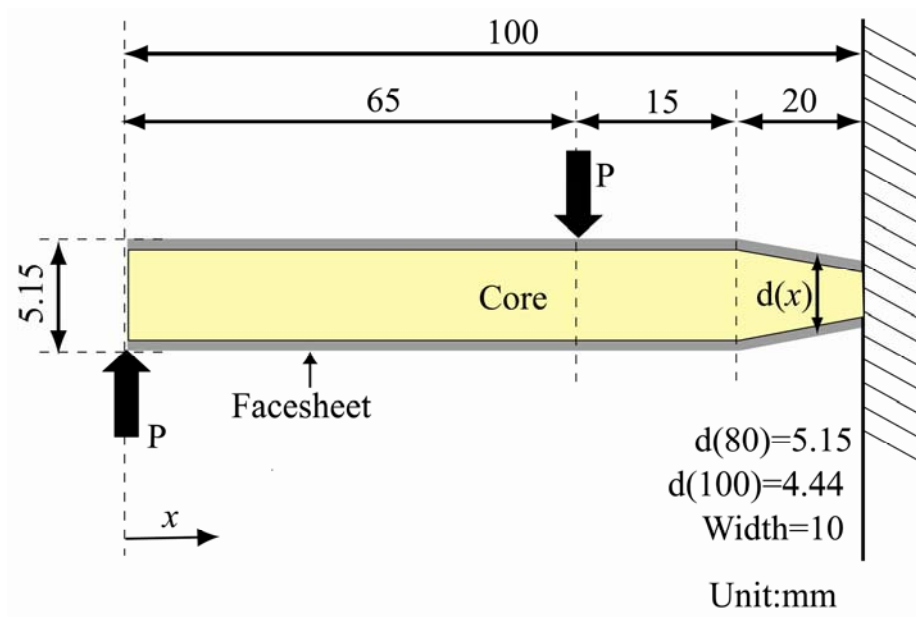 100
65
15
20
P
5.15
Core
d(x)
Facesheet
P
d(80)=5.15
d(100)=4.44
Width=10
x
Unit:mm